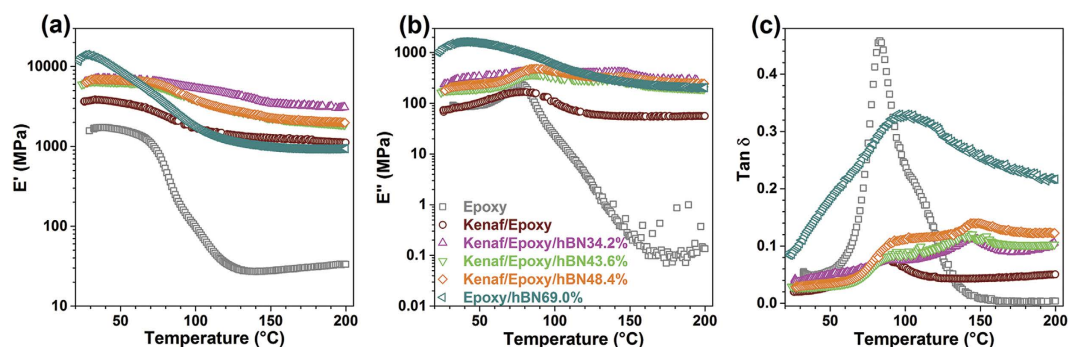 (a)
E' (MPa)
10000
1000
100
10
50
100
150
200
Temperature (°C)
(b)
E'' (MPa)
1000
100
10
1
0.1
0.01
Epoxy
Kenaf/Epoxy
Kenaf/Epoxy/hBN34.2%
Kenaf/Epoxy/hBN43.6%
Kenaf/Epoxy/hBN48.4%
Epoxy/hBN69.0%
50
100
150
200
Temperature (°C)
(c)
Tan δ
0.4
0.3
0.2
0.1
0.0
50
100
150
200
Temperature (°C)